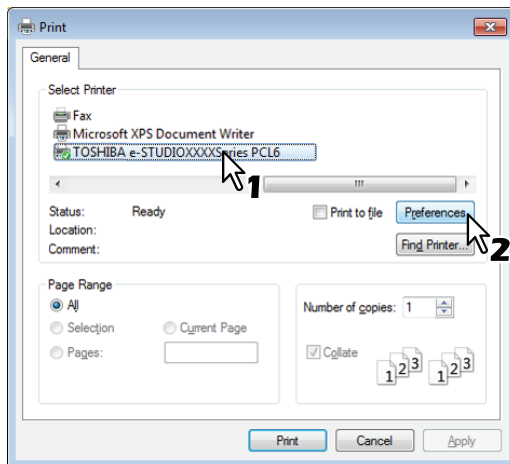 Print
General
Select Printer
Fax
Microsoft XPS Document Writer
TOSHIBA e-STUDIOXXXXSeries PCL6
1
Status: Ready
Print to file
Preferences
Location:
Comment:
Find Printer...
2
Page Range
All
Selection
Current Page
Pages:
Number of copies: 1
Collate
1 2 3 1 2 3
Print Cancel Apply